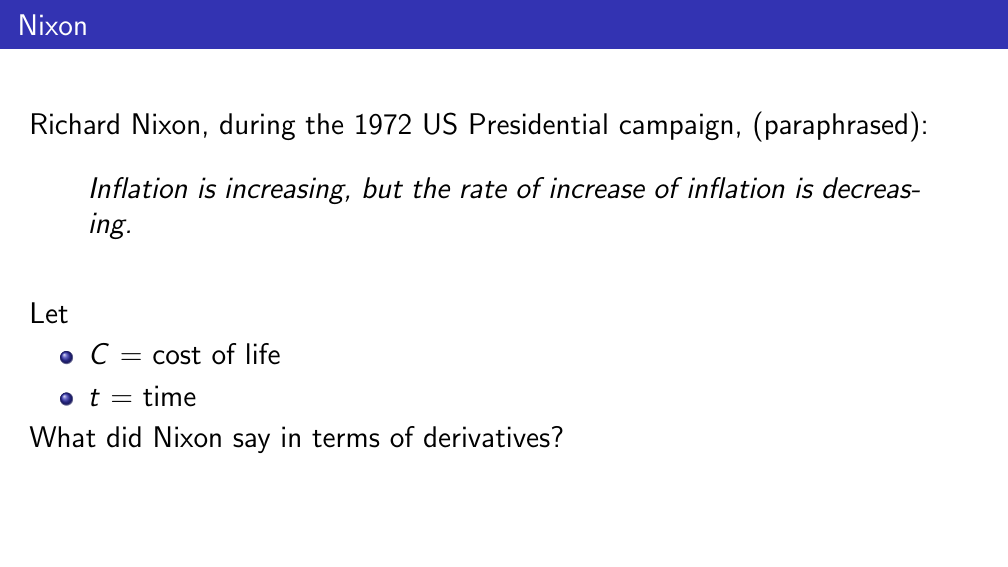 Nixon
Richard Nixon, during the 1972 US Presidential campaign, (paraphrased):
Inflation is increasing, but the rate of increase of inflation is decreas-
ing.
Let
C = cost of life
t = time
What did Nixon say in terms of derivatives?